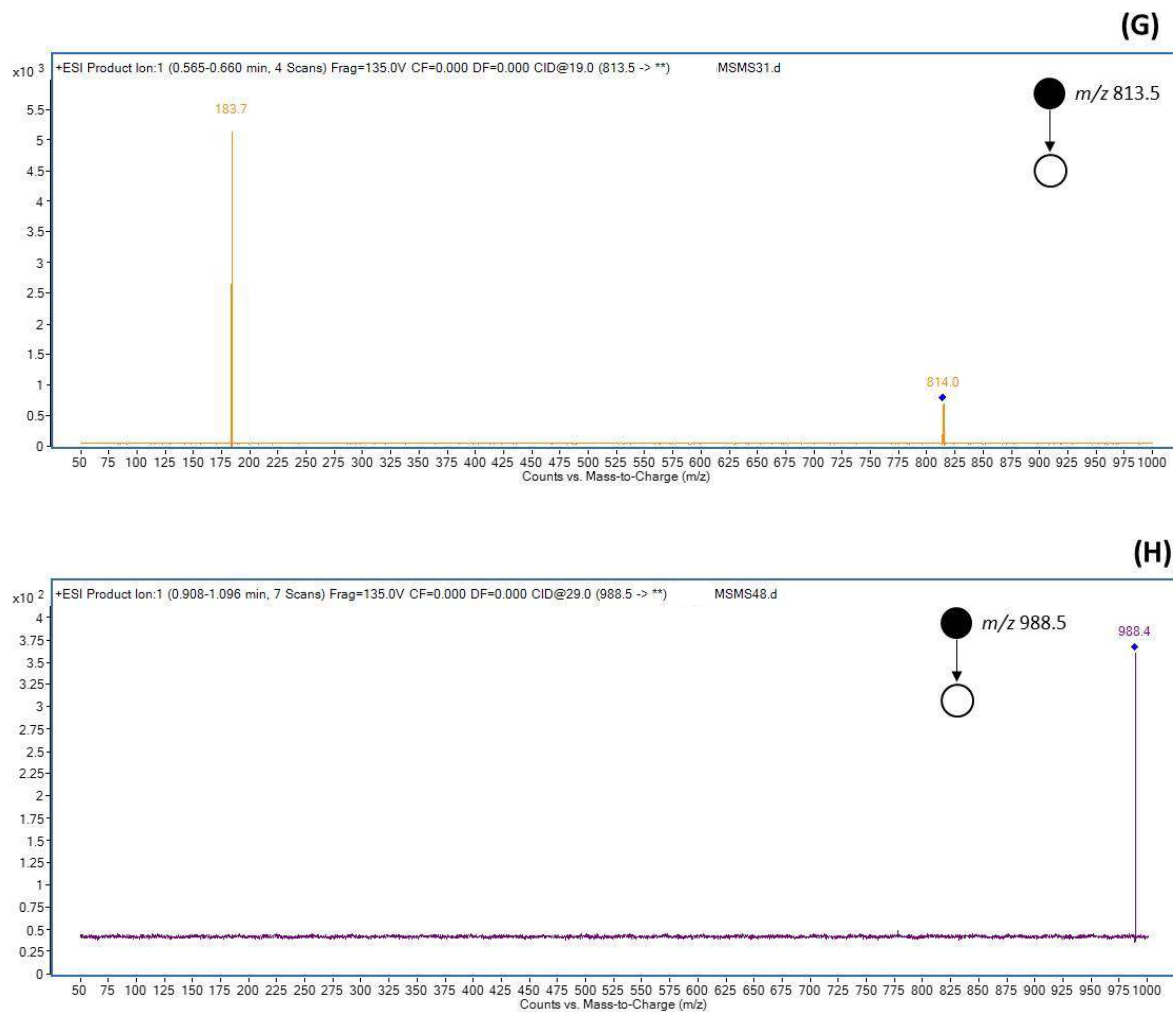 (G)
x10 3
+ESI Product Ion:1 (0.565-0.660 min, 4 Scans) Frag=135.0V CF=0.000 DF=0.000 CID@19.0 (813.5 -> **) MSMS31.d
183.7
m/z 813.5
5.5
5
4.5
4
3.5
3
2.5
2
1.5
1
0.5
0
814.0
50 75 100 125 150 175 200 225 250 275 300 325 350 375 400 425 450 475 500 525 550 575 600 625 650 675 700 725 750 775 800 825 850 875 900 925 950 975 1000
Counts vs. Mass-to-Charge (m/z)
(H)
x10 2
+ESI Product Ion:1 (0.908-1.096 min, 7 Scans) Frag=135.0V CF=0.000 DF=0.000 CID@29.0 (988.5 -> **) MSMS48.d
m/z 988.5
988.4
4
3.75
3.5
3.25
3
2.75
2.5
2.25
2
1.75
1.5
1.25
1
0.75
0.5
0.25
0
50 75 100 125 150 175 200 225 250 275 300 325 350 375 400 425 450 475 500 525 550 575 600 625 650 675 700 725 750 775 800 825 850 875 900 925 950 975 1000
Counts vs. Mass-to-Charge (m/z)